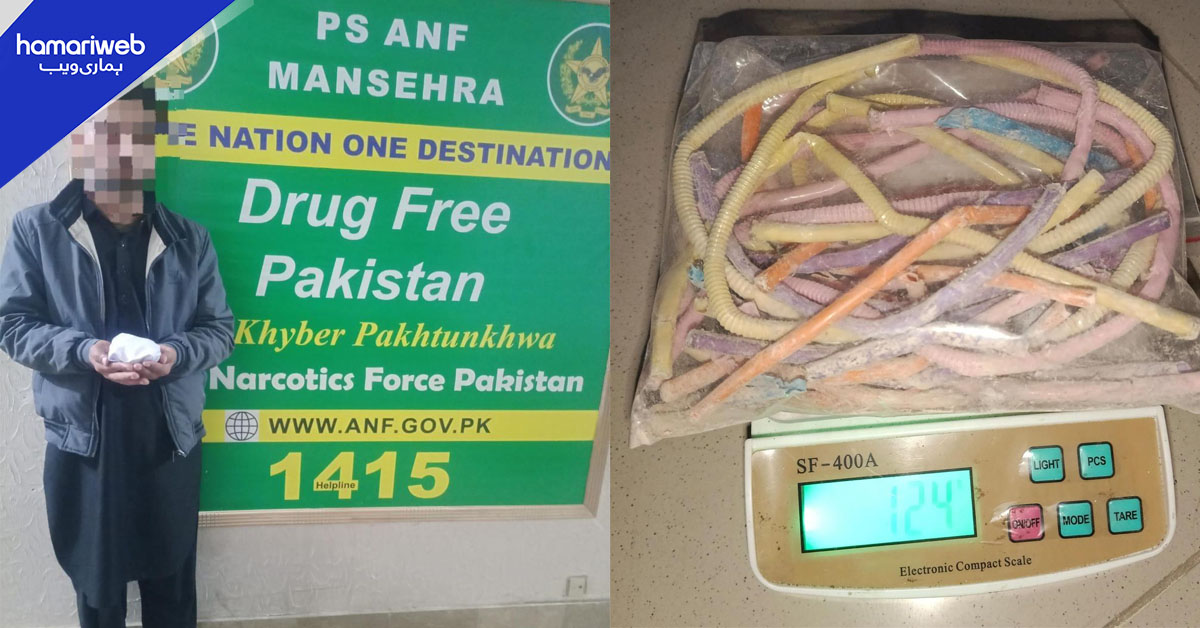 hamariweb
ہماری ویب
PS ANF
MANSEHRA
E NATION ONE DESTINATION
Drug Free
Pakistan
Khyber Pakhtunkhwa
Narcotics Force Pakistan
WWW.ANF.GOV.PK
1415
Helpline
SF-400A
LIGHT
PCS
124
ON/OFF
MODE
TARE
Electronic Compact Scale